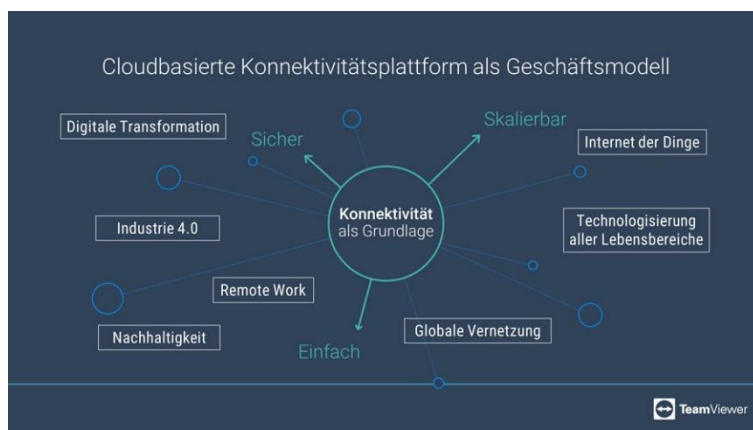 Cloudbasierte Konnektivitätsplattform als Geschäftsmodell
Digitale Transformation
Sicher
Skalierbar
Internet der Dinge
Konnektivität
als Grundlage
Industrie 4.0
Technologisierung
aller Lebensbereiche
Remote Work
Nachhaltigkeit
Einfach
Globale Vernetzung
TeamViewer